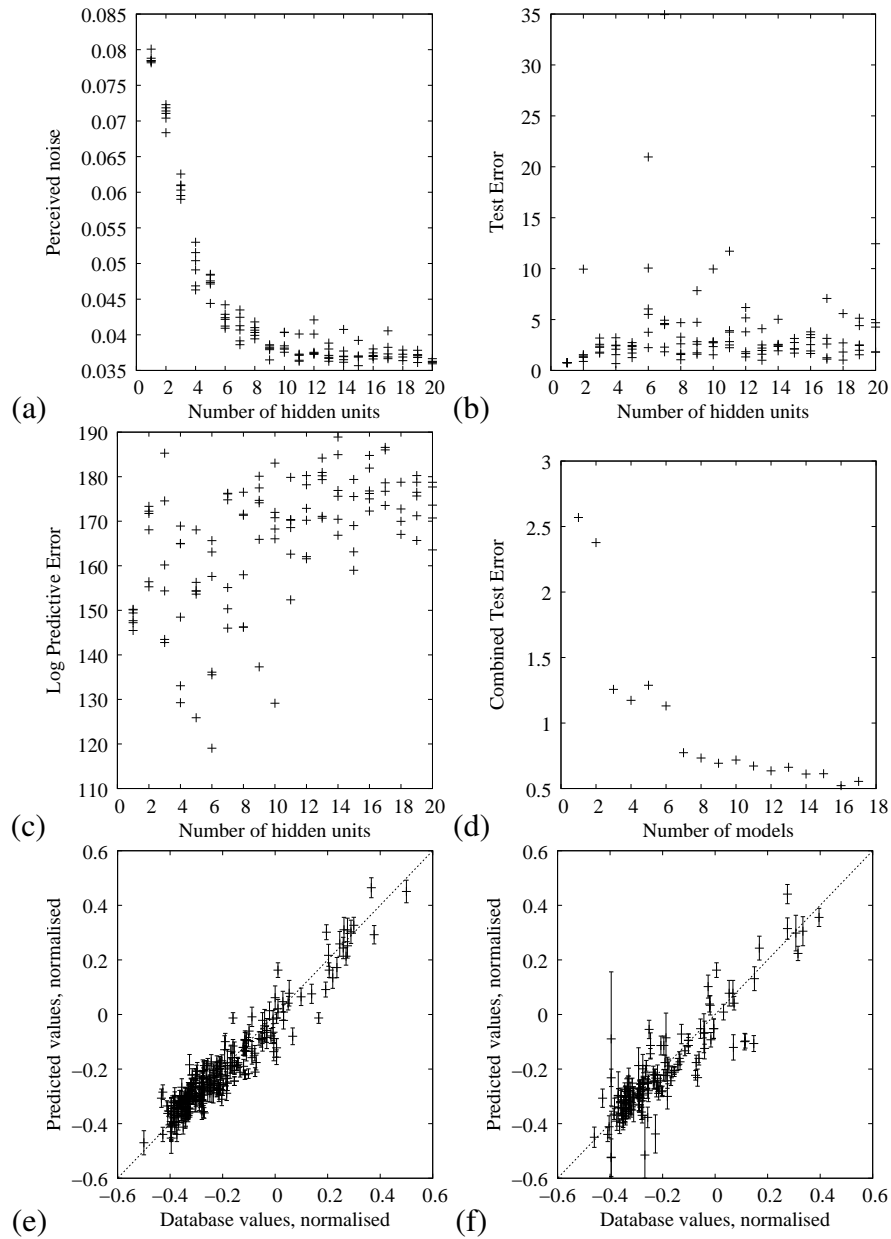 0.085
0.08
0.075
0.07
0.065
0.06
0.055
0.05
0.045
0.04
0.035
Perceived noise
0 2 4 6 8 10 12 14 16 18 20
Number of hidden units
(a)
35
30
25
20
15
10
5
0
Test Error
0 2 4 6 8 10 12 14 16 18 20
Number of hidden units
(b)
190
180
170
160
150
140
130
120
110
Log Predictive Error
0 2 4 6 8 10 12 14 16 18 20
Number of hidden units
(c)
3
2.5
2
1.5
1
0.5
Combined Test Error
0 2 4 6 8 10 12 14 16 18
Number of models
(d)
0.6
0.4
0.2
0
−0.2
−0.4
−0.6
Predicted values, normalised
−0.6 −0.4 −0.2 0 0.2 0.4 0.6
Database values, normalised
(e)
0.6
0.4
0.2
0
−0.2
−0.4
−0.6
Predicted values, normalised
−0.6 −0.4 −0.2 0 0.2 0.4 0.6
Database values, normalised
(f)